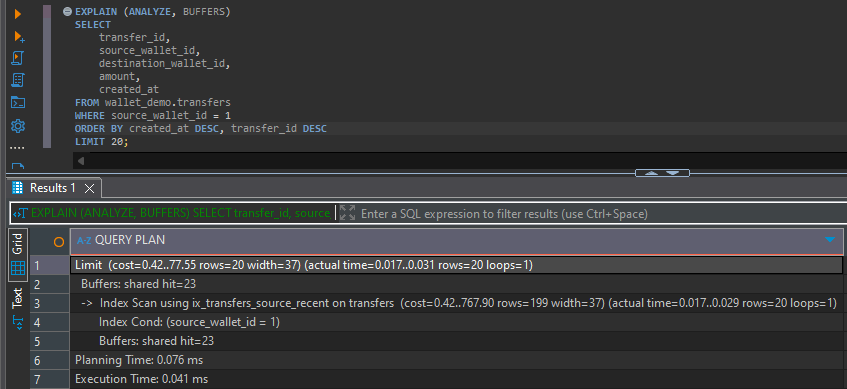 EXPLAIN (ANALYZE, BUFFERS)
SELECT
transfer_id,
source_wallet_id,
destination_wallet_id,
amount,
created_at
FROM wallet_demo.transfers
WHERE source_wallet_id = 1
ORDER BY created_at DESC, transfer_id DESC
LIMIT 20;
Results 1
EXPLAIN (ANALYZE, BUFFERS) SELECT transfer_id, source_
Enter a SQL expression to filter results (use Ctrl+Space)
Grid
Text
A-Z QUERY PLAN
1 Limit (cost=0.42..77.55 rows=20 width=37) (actual time=0.017..0.031 rows=20 loops=1)
2 Buffers: shared hit=23
3 -> Index Scan using ix_transfers_source_recent on transfers (cost=0.42..767.90 rows=199 width=37) (actual time=0.017..0.029 rows=20 loops=1)
4 Index Cond: (source_wallet_id = 1)
5 Buffers: shared hit=23
6 Planning Time: 0.076 ms
7 Execution Time: 0.041 ms